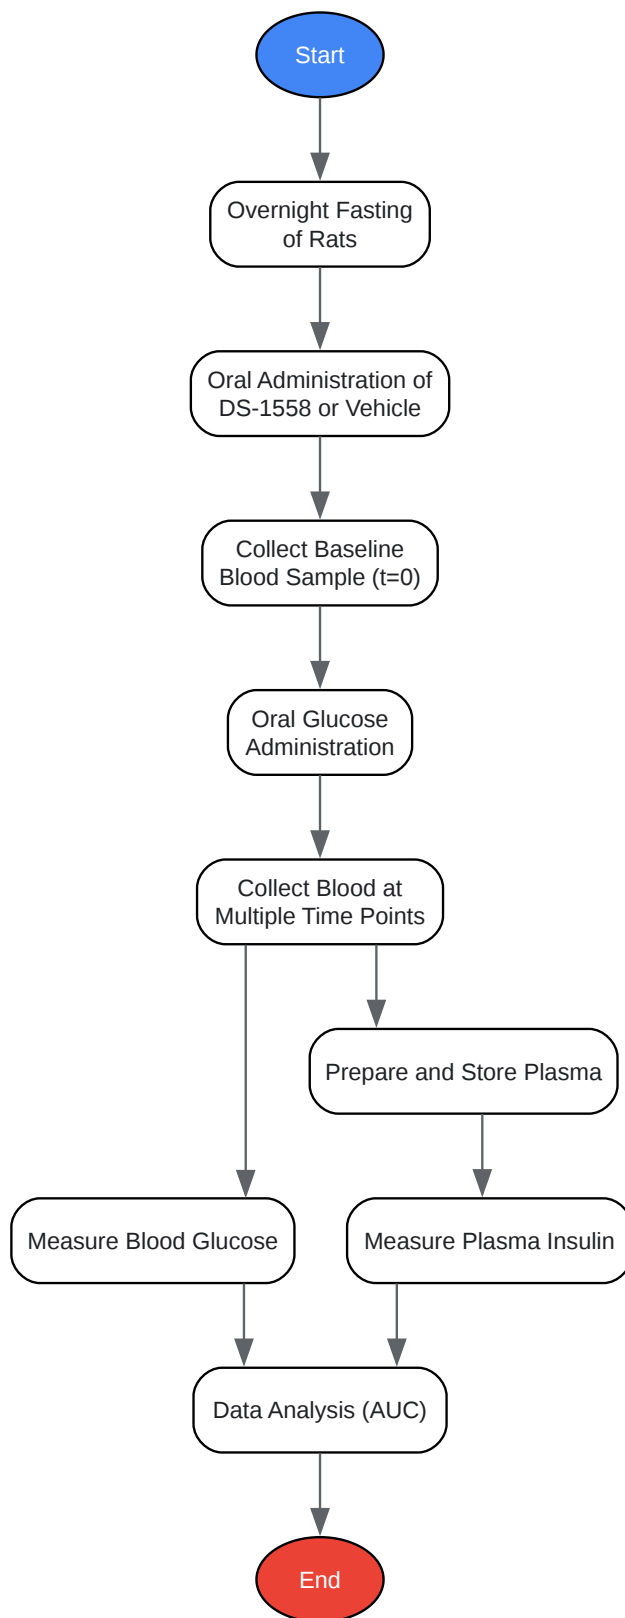 Start
Overnight Fasting
of Rats
Oral Administration of
DS-1558 or Vehicle
Collect Baseline
Blood Sample (t=0)
Oral Glucose
Administration
Collect Blood at
Multiple Time Points
Prepare and Store Plasma
Measure Blood Glucose
Measure Plasma Insulin
Data Analysis (AUC)
End